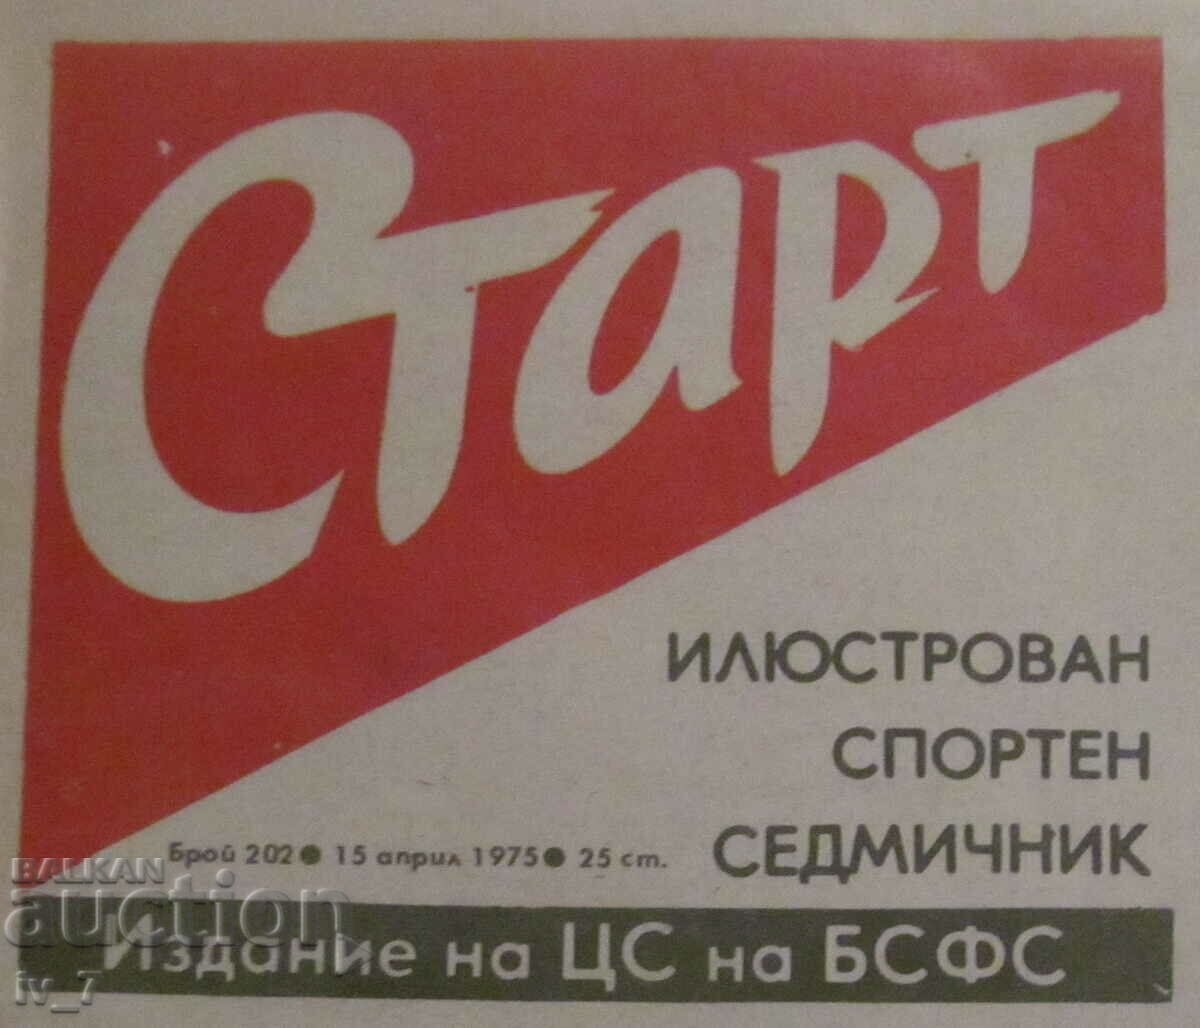 Старт
ИЛЮСТРОВАН
СПОРТЕН
СЕДМИЧНИК
Брой 202 ● 15 април 1975 ● 25 ст.
Издание на ЦС на БСФС
BALKAN
auction
iv_7